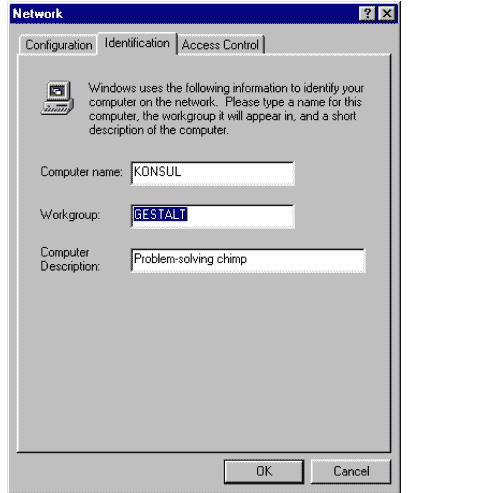 Network
Configuration Identification Access Control
Windows uses the following information to identify your
computer on the network. Please type a name for this
computer, the workgroup it will appear in, and a short
description of the computer.
Computer name: KONSUL
Workgroup: GESTALT
Computer
Description: Problem-solving chimp
OK Cancel